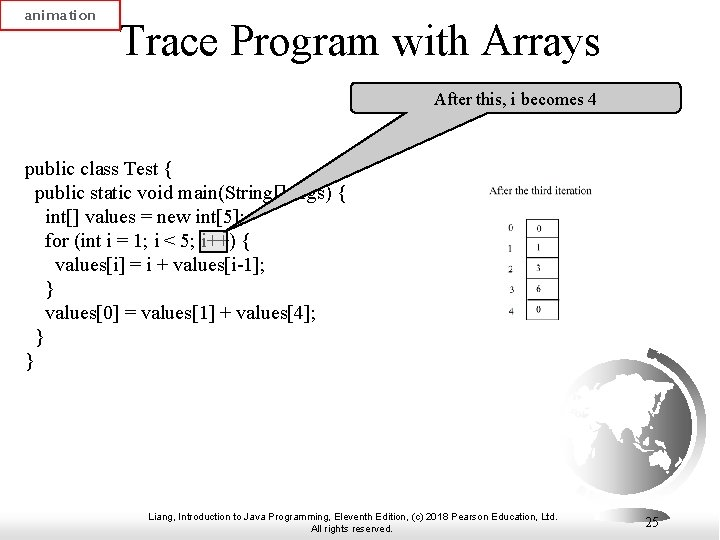 animation
Trace Program with Arrays
After this, i becomes 4
public class Test {
public static void main(String[] args) {
int[] values = new int[5];
for (int i = 1; i < 5; i++) {
values[i] = i + values[i-1];
}
values[0] = values[1] + values[4];
}
}
After the third iteration
0 0
1 1
2 3
3 6
4 0
Liang, Introduction to Java Programming, Eleventh Edition, (c) 2018 Pearson Education, Ltd.
All rights reserved.
25